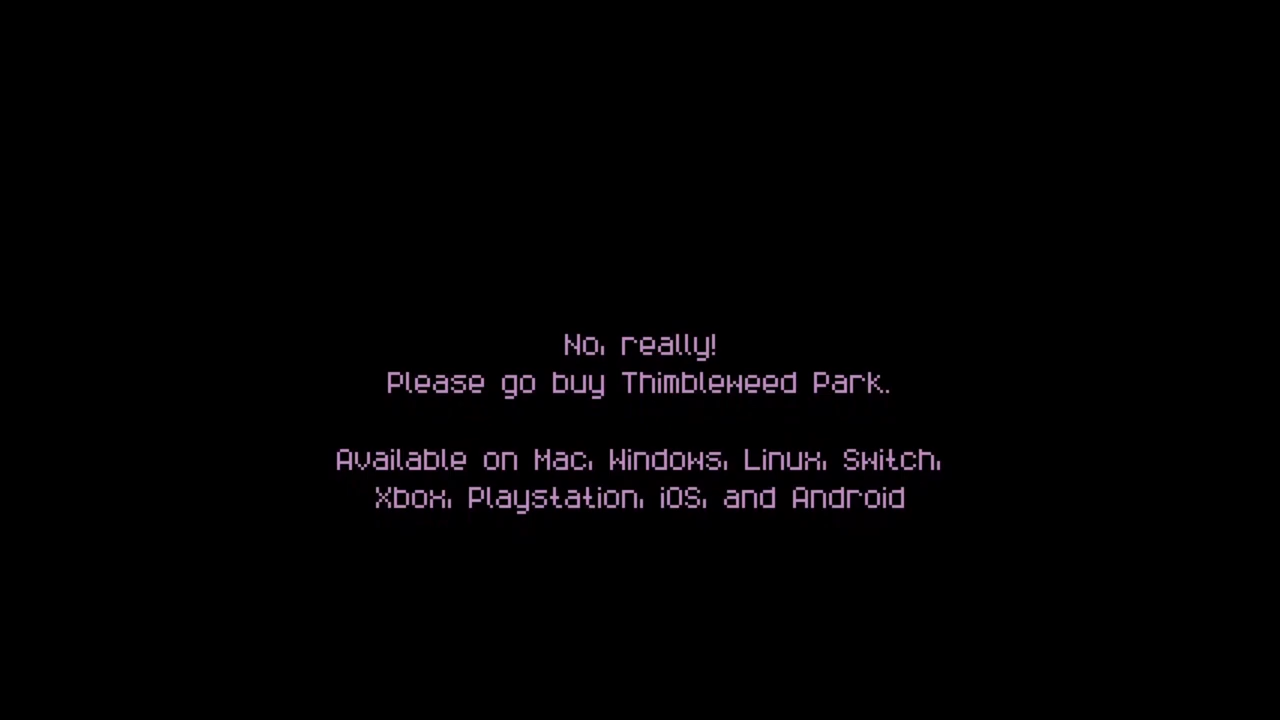 No, really!
Please go buy Thimbleweed Park.
Available on Mac, Windows, Linux, Switch,
Xbox, Playstation, iOS, and Android